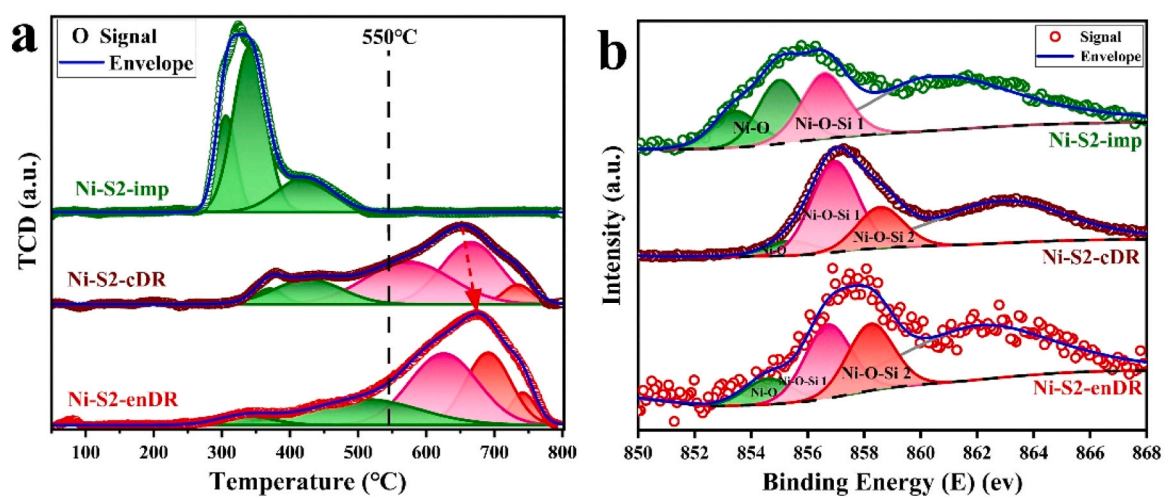 a
O Signal
Envelope
550°C
Ni-S2-imp
Ni-S2-cDR
Ni-S2-enDR
TCD (a.u.)
100 200 300 400 500 600 700 800
Temperature (°C)
b
Signal
Envelope
Ni-O
Ni-O-Si 1
Ni-S2-imp
Ni-O
Ni-O-Si 1
Ni-O-Si 2
Ni-S2-cDR
Ni-O
Ni-O-Si 1
Ni-O-Si 2
Ni-S2-enDR
Intensity (a.u.)
850 852 854 856 858 860 862 864 866 868
Binding Energy (E) (ev)